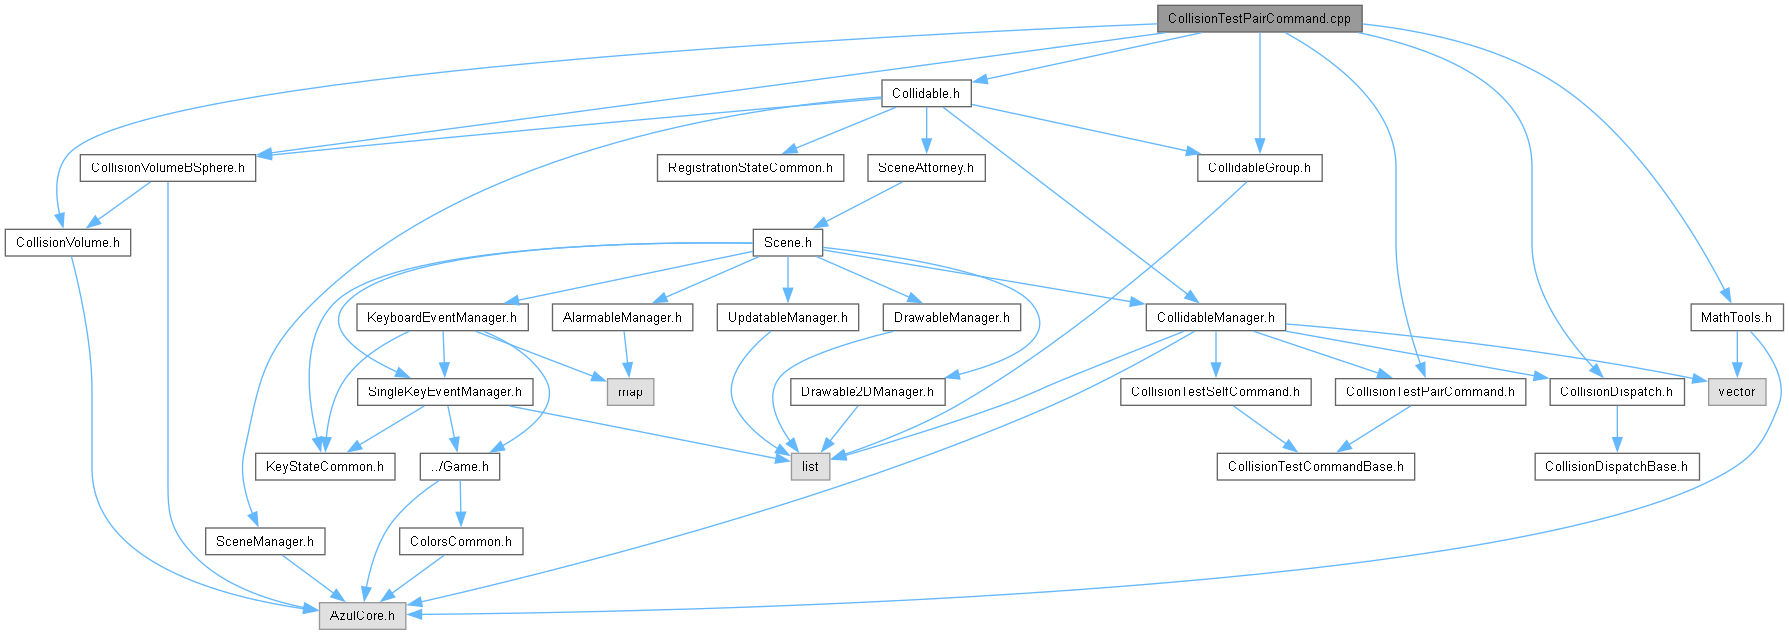 CollisionTestPairCommand.cpp
Collidable.h
CollisionVolumeBSphere.h
RegistrationStateCommon.h
SceneAttorney.h
CollidableGroup.h
CollisionVolume.h
Scene.h
KeyboardEventManager.h
AlarmableManager.h
UpdatableManager.h
DrawableManager.h
CollidableManager.h
MathTools.h
SingleKeyEventManager.h
map
Drawable2DManager.h
CollisionTestSelfCommand.h
CollisionTestPairCommand.h
CollisionDispatch.h
vector
KeyStateCommon.h
../Game.h
list
CollisionTestCommandBase.h
CollisionDispatchBase.h
SceneManager.h
ColorsCommon.h
AzulCore.h